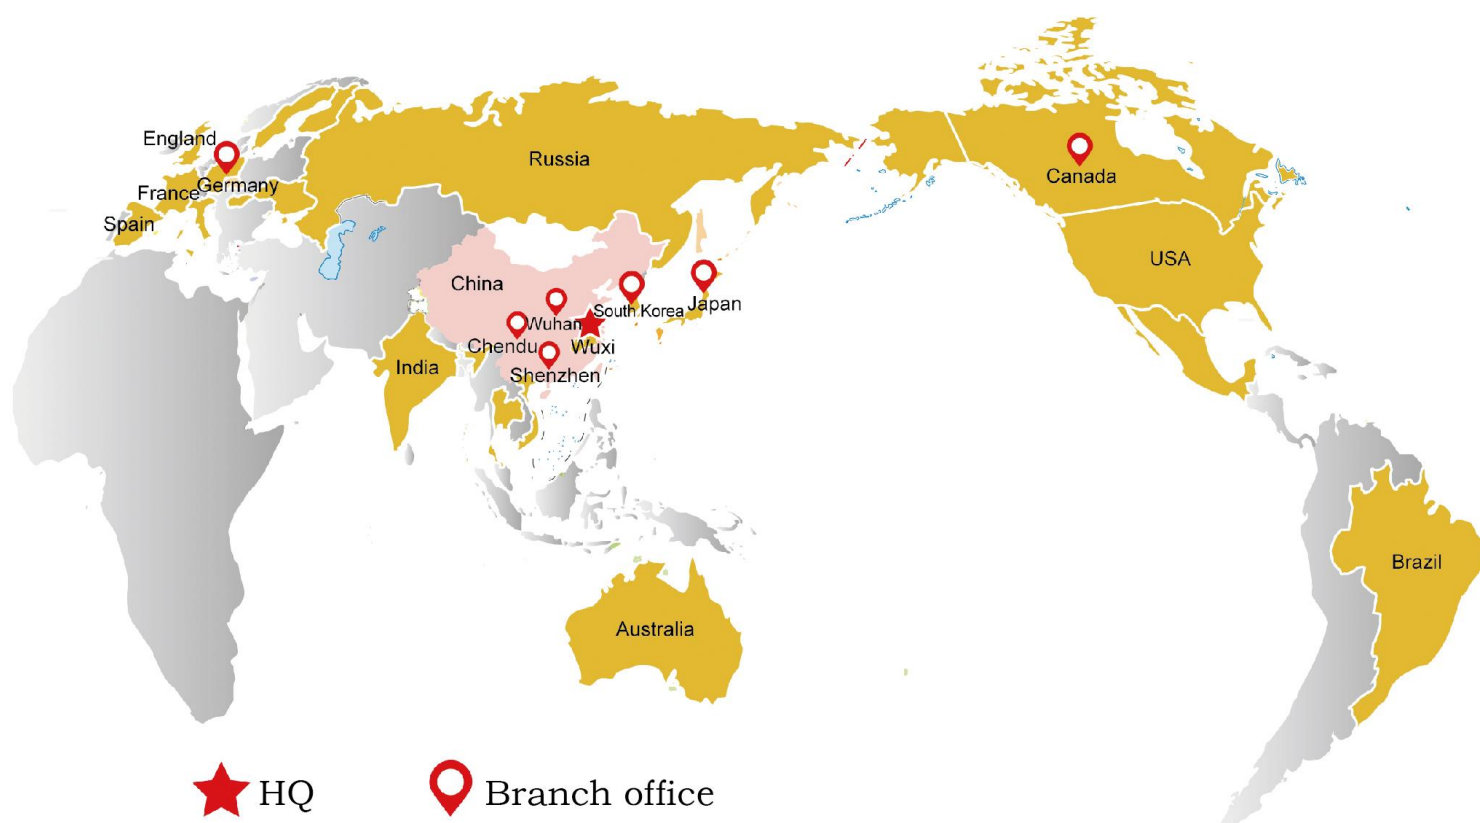 England
Russia
Canada
France
Germany
Spain
USA
China
South Korea
Japan
Wuhan
Chendu
Wuxi
India
Shenzhen
Brazil
Australia
HQ
Branch office